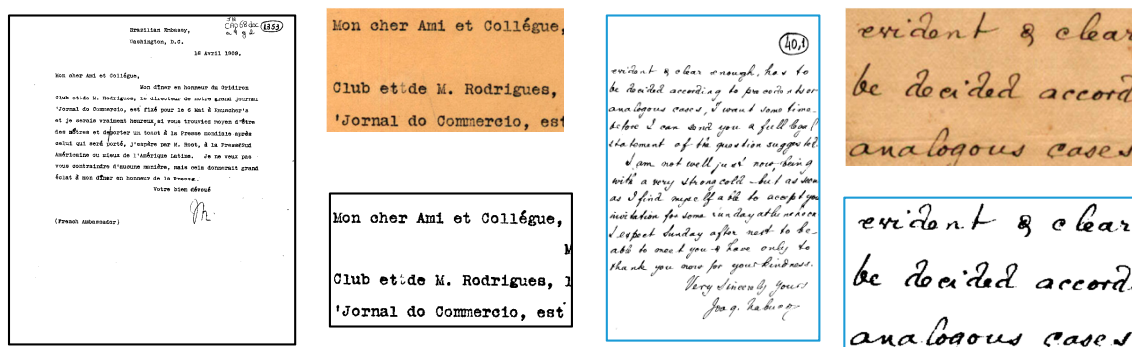 Brazilian Embassy,
Washington, D.C.
1353
16 Avril 1909.
Mon cher Ami et Collégue,
Mon dîner en honneur du Gridiron
Club et de M. Rodrigues, le directeur de notre grand journal
'Jornal do Commercio, est fixé pour le 6 Mai à Rauscher's
et je serais vraiment heureux, si vous trouviez moyen d'être
des nôtres et de porter un toast à la Presse mondiale après
celui qui será porté, j'espère par M. Root, à la Presse Sud
Américaine ou mieux de l'Amérique Latine. Je ne veux pas
vous contraindre d'aucune manière, mais cela donnerait grand
éclat à mon dîner en honneur de la Presse.
Votre bien dévoué
(French Ambassador)
Mon cher Ami et Collégue,
Club et de M. Rodrigues,
'Jornal do Commercio, est
Mon cher Ami et Collégue,
M
Club et de M. Rodrigues, l
'Jornal do Commercio, est
40,1
evident & clear enough, has to
be decided according to precedents or
analogous cases, I want some time
before I can send you a full legal
statement of the question suggested.
I am not well just now being
with a very strong cold - but as soon
as I find myself able to accept your
invitation for some sunday
I expect Sunday after next to be
able to meet you & have only to
thank you now for your kindness.
Very Sincerely yours
Joaq. Nabuco
evident & clear
be decided accord
analogous cases
evident & clear
be decided accord
analogous cases